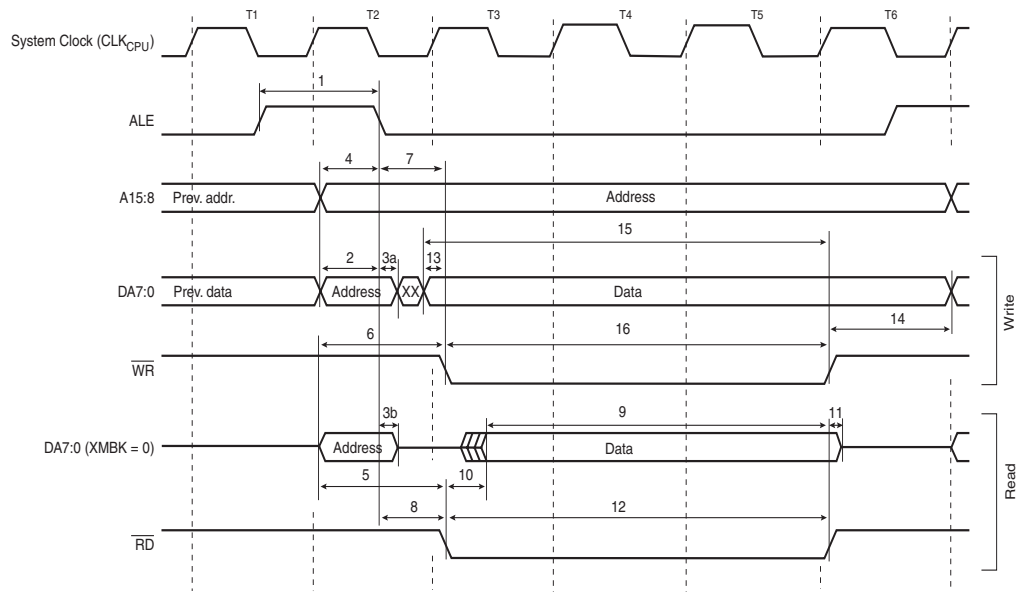 T1 T2 T3 T4 T5 T6
System Clock (CLKCPU)
1
ALE
4 7
A15:8 Prev. addr. Address
15
2 3a 13
DA7:0 Prev. data Address XX Data
14
6 16
WR
Write
3b 9 11
DA7:0 (XMBK = 0) Address Data
5 10
8 12
RD
Read